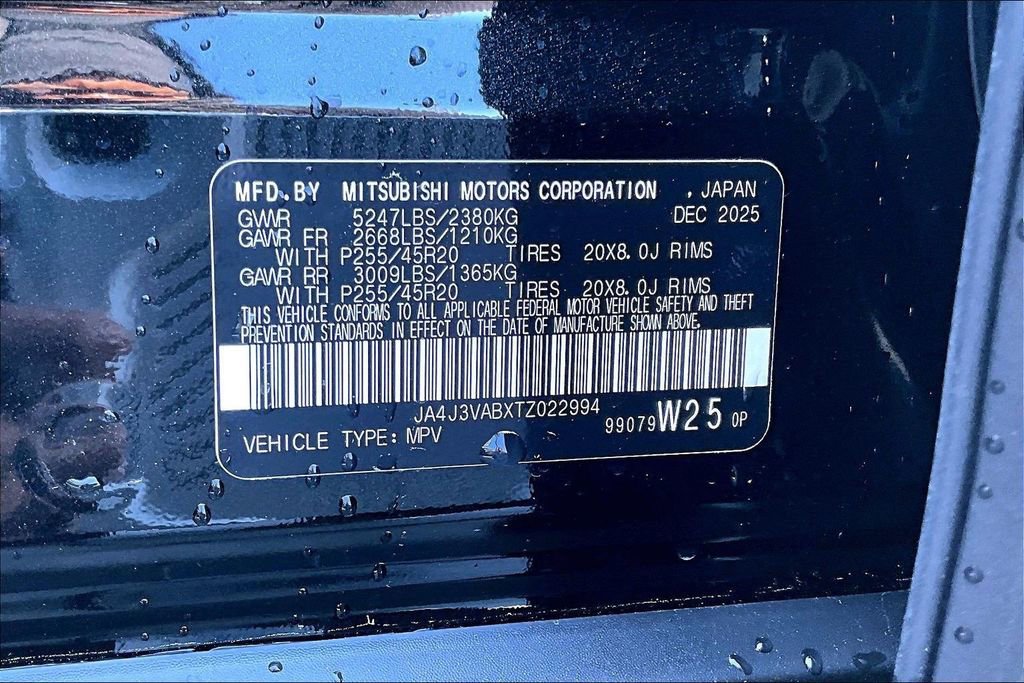 MFD.BY MITSUBISHI MOTORS CORPORATION , JAPAN
GVWR 5247LBS/2380KG DEC 2025
GAWR FR 2668LBS/1210KG
WITH P255/45R20 TIRES 20X8.0J RIMS
GAWR RR 3009LBS/1365KG
WITH P255/45R20 TIRES 20X8.0J RIMS
THIS VEHICLE CONFORMS TO ALL APPLICABLE FEDERAL MOTOR VEHICLE SAFETY AND THEFT
PREVENTION STANDARDS IN EFFECT ON THE DATE OF MANUFACTURE SHOWN ABOVE.
JA4J3VABXTZ022994
VEHICLE TYPE: MPV 99079 W25 0P